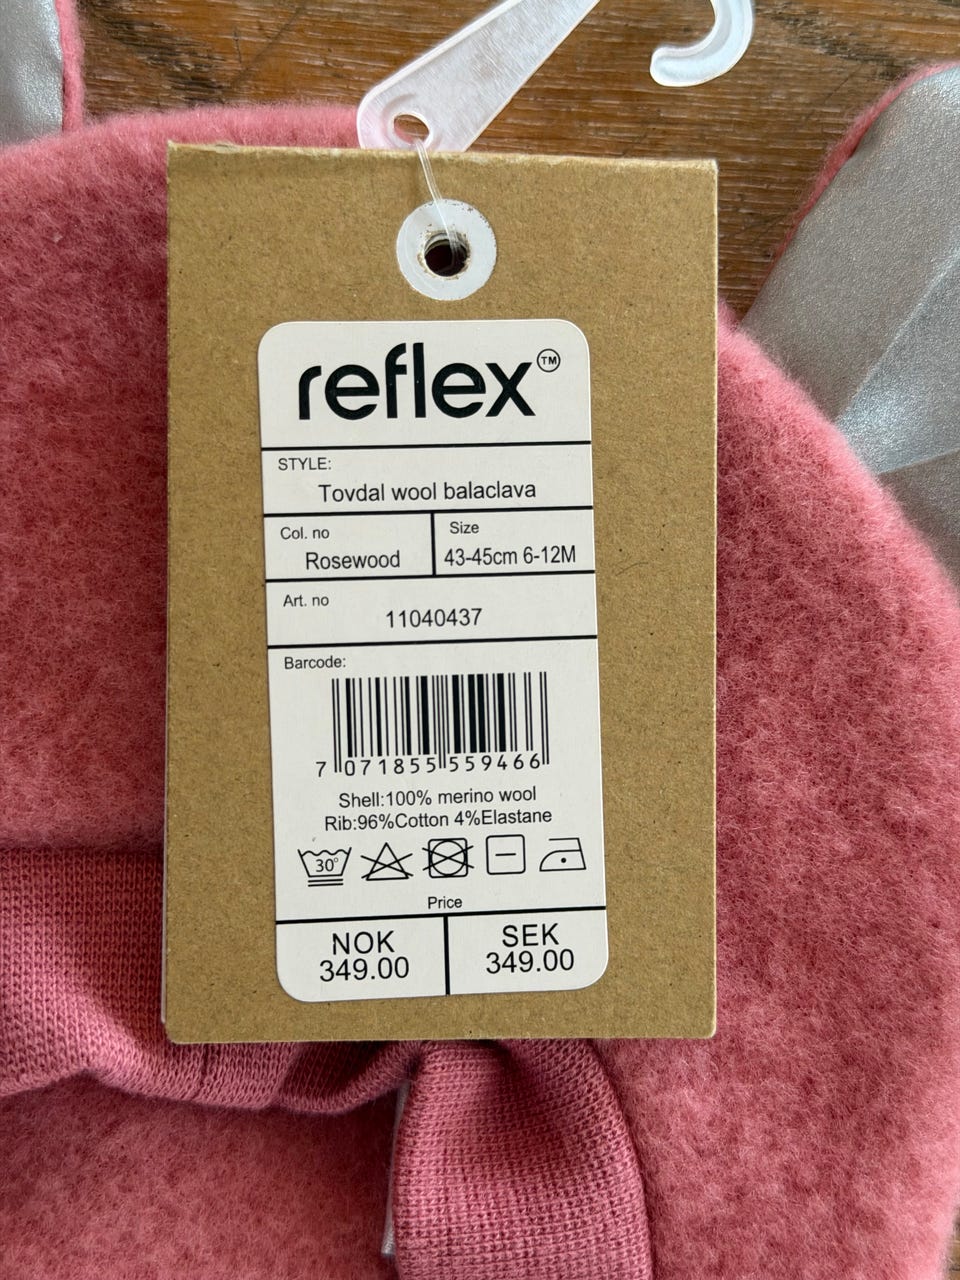 reflex™
STYLE:
Tovdal wool balaclava
Col. no
Rosewood
Size
43-45cm 6-12M
Art. no
11040437
Barcode:
7 071855 559466
Shell:100% merino wool
Rib:96%Cotton 4%Elastane
30°
Price
NOK
349.00
SEK
349.00